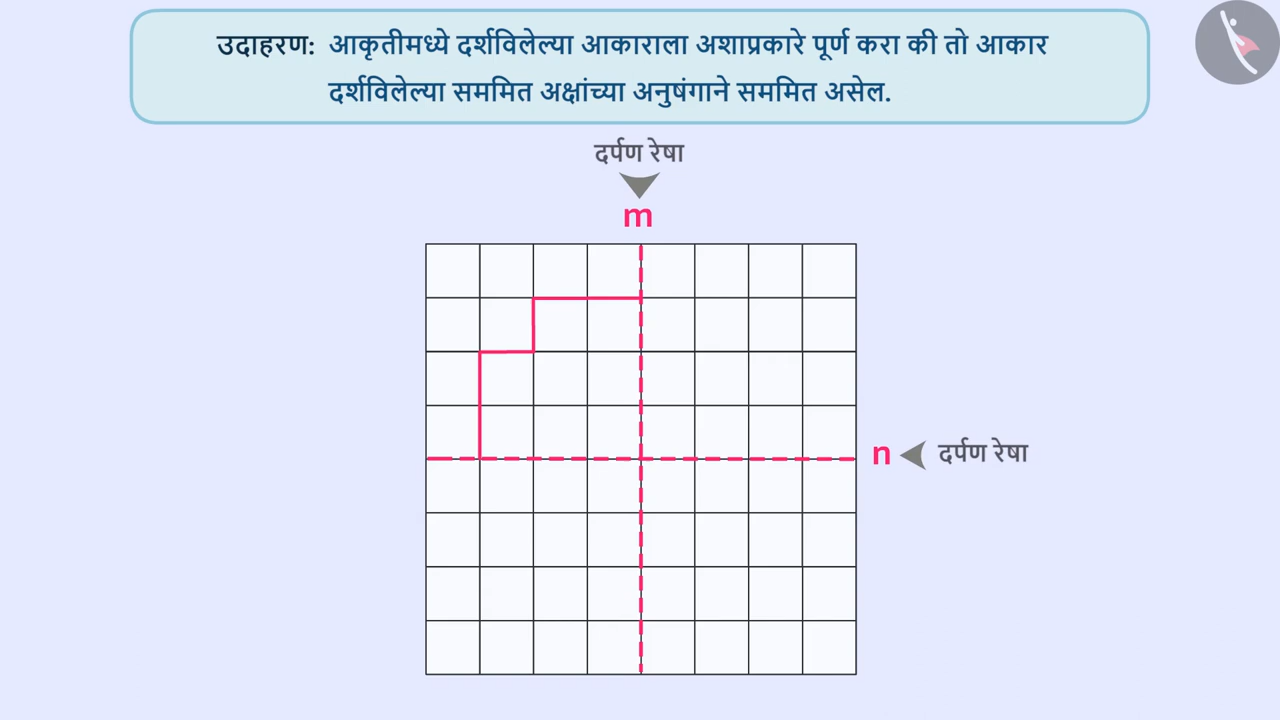 उदाहरण: आकृतीमध्ये दर्शविलेल्या आकाराला अशाप्रकारे पूर्ण करा की तो आकार
दर्शविलेल्या सममित अक्षांच्या अनुषंगाने सममित असेल.
दर्पण रेषा
m
n दर्पण रेषा